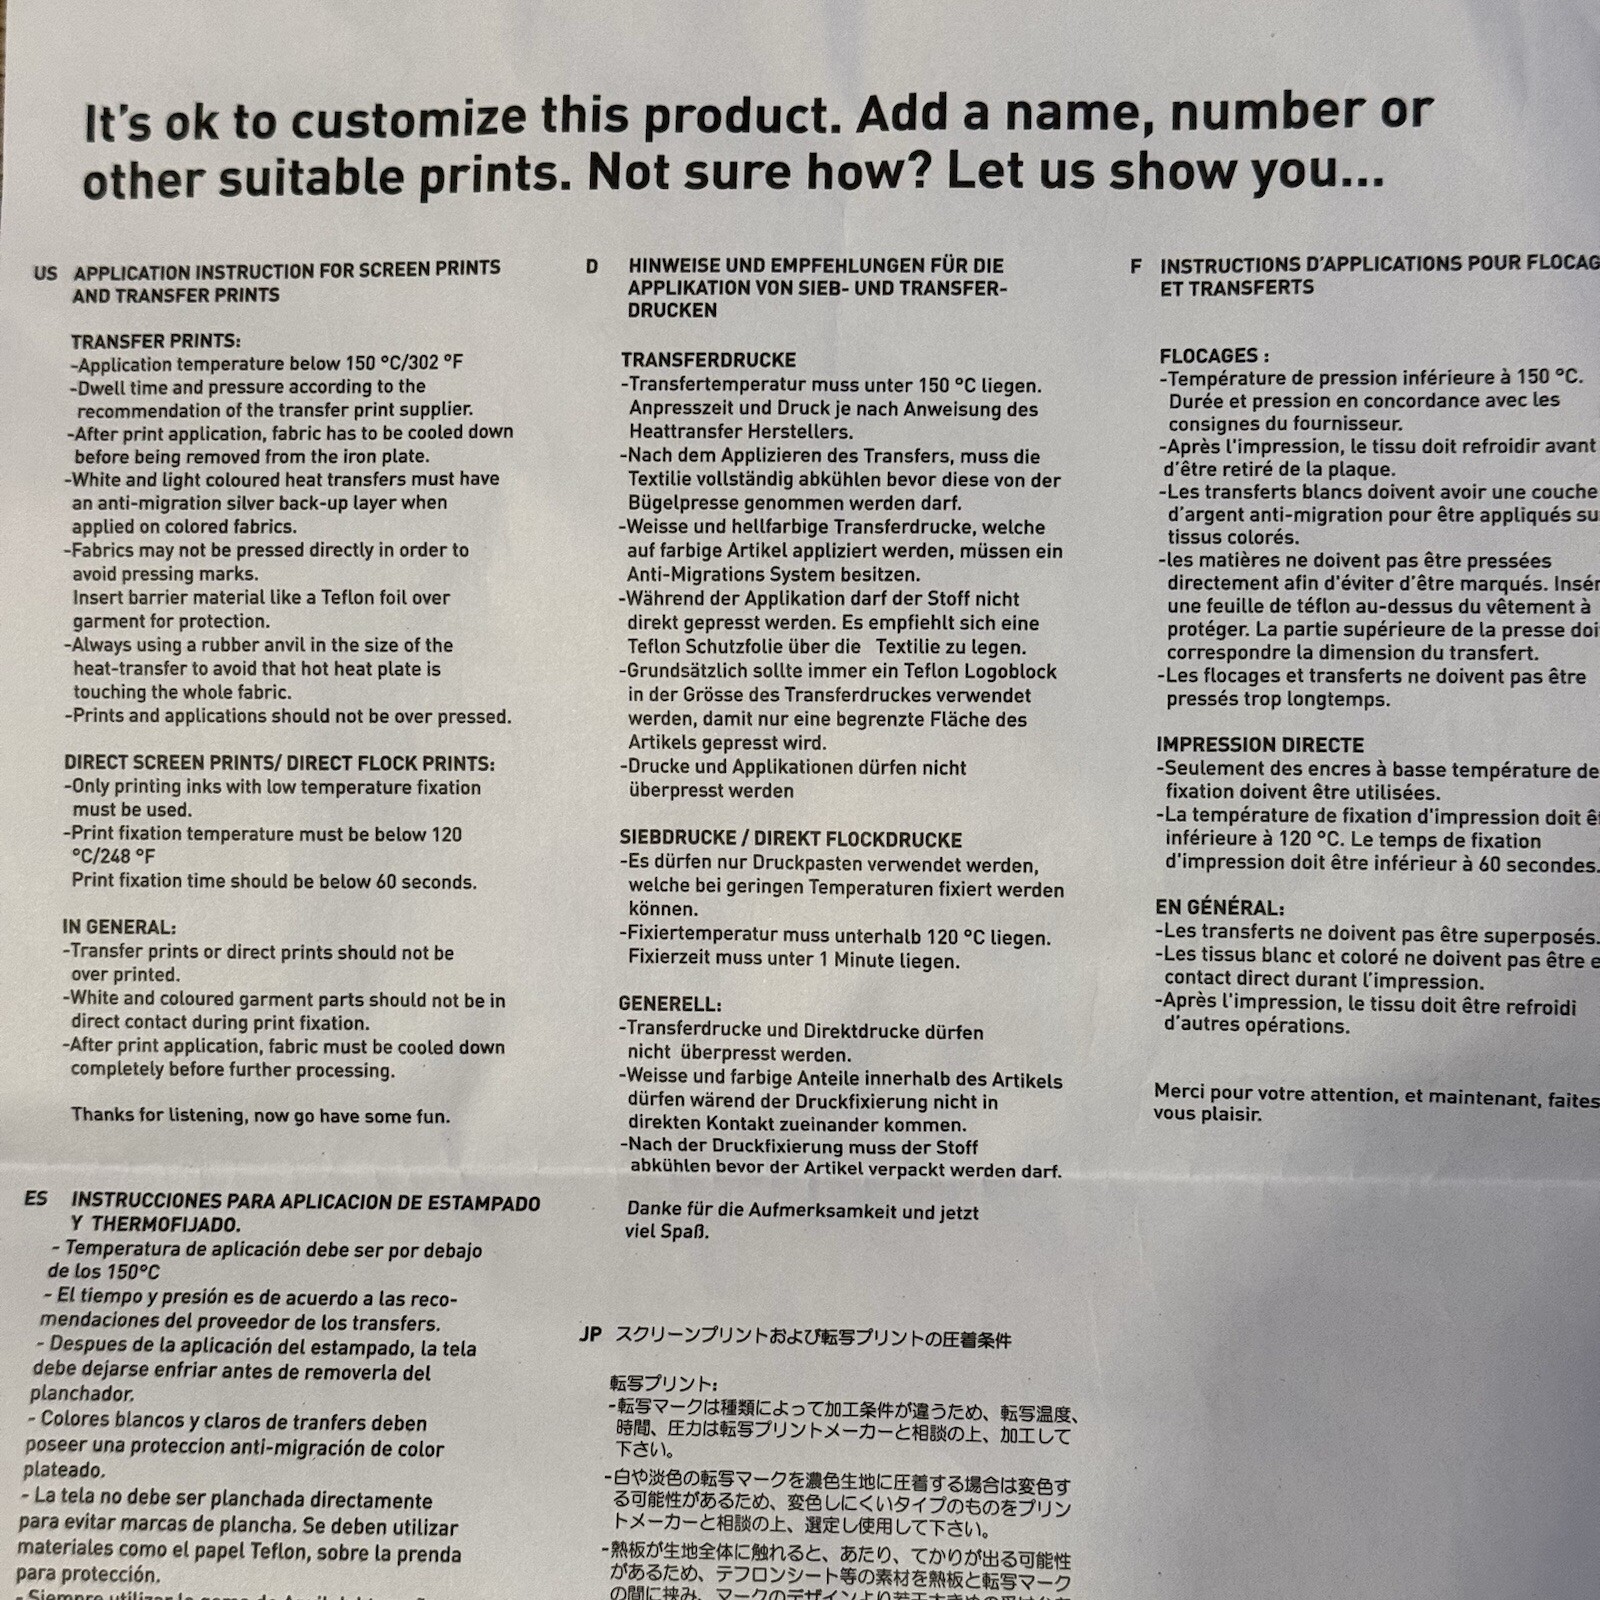 It's ok to customize this product. Add a name, number or
other suitable prints. Not sure how? Let us show you...
US APPLICATION INSTRUCTION FOR SCREEN PRINTS
AND TRANSFER PRINTS
TRANSFER PRINTS:
-Application temperature below 150 °C/302 °F
-Dwell time and pressure according to the
recommendation of the transfer print supplier.
-After print application, fabric has to be cooled down
before being removed from the iron plate.
-White and light coloured heat transfers must have
an anti-migration silver back-up layer when
applied on colored fabrics.
-Fabrics may not be pressed directly in order to
avoid pressing marks.
Insert barrier material like a Teflon foil over
garment for protection.
-Always using a rubber anvil in the size of the
heat-transfer to avoid that hot heat plate is
touching the whole fabric.
-Prints and applications should not be over pressed.
DIRECT SCREEN PRINTS/ DIRECT FLOCK PRINTS:
-Only printing inks with low temperature fixation
must be used.
-Print fixation temperature must be below 120
°C/248 °F
Print fixation time should be below 60 seconds.
IN GENERAL:
-Transfer prints or direct prints should not be
over printed.
-White and coloured garment parts should not be in
direct contact during print fixation.
-After print application, fabric must be cooled down
completely before further processing.
Thanks for listening, now go have some fun.
D HINWEISE UND EMPFEHLUNGEN FÜR DIE
APPLIKATION VON SIEB- UND TRANSFER-
DRUCKEN
TRANSFERDRUCKE
-Transfertemperatur muss unter 150 °C liegen.
Anpresszeit und Druck je nach Anweisung des
Heattransfer Herstellers.
-Nach dem Applizieren des Transfers, muss die
Textilie vollständig abkühlen bevor diese von der
Bügelpresse genommen werden darf.
-Weisse und hellfarbige Transferdrucke, welche
auf farbige Artikel appliziert werden, müssen ein
Anti-Migrations System besitzen.
-Während der Applikation darf der Stoff nicht
direkt gepresst werden. Es empfiehlt sich eine
Teflon Schutzfolie über die Textilie zu legen.
-Grundsätzlich sollte immer ein Teflon Logoblock
in der Grösse des Transferdruckes verwendet
werden, damit nur eine begrenzte Fläche des
Artikels gepresst wird.
-Drucke und Applikationen dürfen nicht
überpresst werden
SIEBDRUCKE / DIREKT FLOCKDRUCKE
-Es dürfen nur Druckpasten verwendet werden,
welche bei geringen Temperaturen fixiert werden
können.
-Fixiertemperatur muss unterhalb 120 °C liegen.
Fixierzeit muss unter 1 Minute liegen.
GENERELL:
-Transferdrucke und Direktdrucke dürfen
nicht überpresst werden.
-Weisse und farbige Anteile innerhalb des Artikels
dürfen wärend der Druckfixierung nicht in
direkten Kontakt zueinander kommen.
-Nach der Druckfixierung muss der Stoff
abkühlen bevor der Artikel verpackt werden darf.
Danke für die Aufmerksamkeit und jetzt
viel Spaß.
F INSTRUCTIONS D'APPLICATIONS POUR FLOCAG
ET TRANSFERTS
FLOCAGES :
-Température de pression inférieure à 150 °C.
Durée et pression en concordance avec les
consignes du fournisseur.
-Après l'impression, le tissu doit refroidir avant
d'être retiré de la plaque.
-Les transferts blancs doivent avoir une couche
d'argent anti-migration pour être appliqués su
tissus colorés.
-les matières ne doivent pas être pressées
directement afin d'éviter d'être marqués. Insér
une feuille de téflon au-dessus du vêtement à
protéger. La partie supérieure de la presse doi
correspondre la dimension du transfert.
-Les flocages et transferts ne doivent pas être
pressés trop longtemps.
IMPRESSION DIRECTE
-Seulement des encres à basse température de
fixation doivent être utilisées.
-La température de fixation d'impression doit êt
inférieure à 120 °C. Le temps de fixation
d'impression doit être inférieur à 60 secondes.
EN GÉNÉRAL:
-Les transferts ne doivent pas être superposés.
-Les tissus blanc et coloré ne doivent pas être e
contact direct durant l'impression.
-Après l'impression, le tissu doit être refroidi
d'autres opérations.
Merci pour votre attention, et maintenant, faites
vous plaisir.
ES INSTRUCCIONES PARA APLICACION DE ESTAMPADO
Y THERMOFIJADO.
- Temperatura de aplicación debe ser por debajo
de los 150°C
- El tiempo y presión es de acuerdo a las reco-
mendaciones del proveedor de los transfers.
- Despues de la aplicación del estampado, la tela
debe dejarse enfriar antes de removerla del
planchador.
- Colores blancos y claros de tranfers deben
poseer una proteccion anti-migración de color
plateado.
- La tela no debe ser planchada directamente
para evitar marcas de plancha. Se deben utilizar
materiales como el papel Teflon, sobre la prenda
para protección.
- Siempre utilizar la goma de
JP スクリーンプリントおよび転写プリントの圧着条件
転写プリント:
-転写マークは種類によって加工条件が違うため、転写温度、
時間、圧力は転写プリントメーカーと相談の上、加工して
下さい。
-白や淡色の転写マークを濃色生地に圧着する場合は変色す
る可能性があるため、変色しにくいタイプのものをプリン
トメーカーと相談の上、選定し使用して下さい。
-熱板が生地全体に触れると、あたり、てかりが出る可能性
があるため、テフロンシート等の素材を熱板と転写マーク
の間に挟み、マークのデザインより若干大きめの